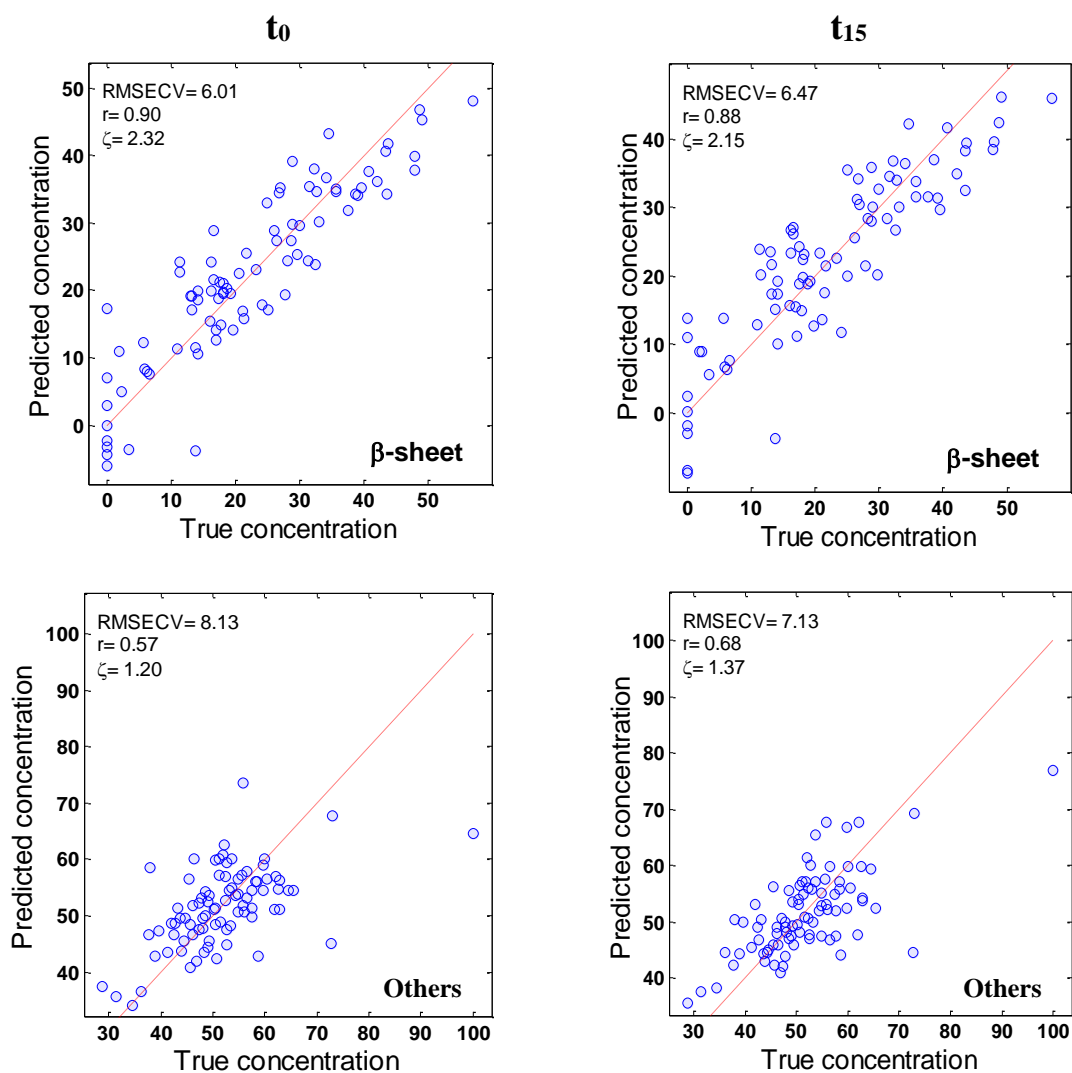 t0
t15
RMSECV= 6.01
r= 0.90
ζ= 2.32
50
40
30
20
10
0
Predicted concentration
β-sheet
0 10 20 30 40 50
True concentration
RMSECV= 6.47
r= 0.88
ζ= 2.15
40
30
20
10
0
Predicted concentration
β-sheet
0 10 20 30 40 50
True concentration
RMSECV= 8.13
r= 0.57
ζ= 1.20
100
90
80
70
60
50
40
Predicted concentration
Others
30 40 50 60 70 80 90 100
True concentration
RMSECV= 7.13
r= 0.68
ζ= 1.37
100
90
80
70
60
50
40
Predicted concentration
Others
30 40 50 60 70 80 90 100
True concentration